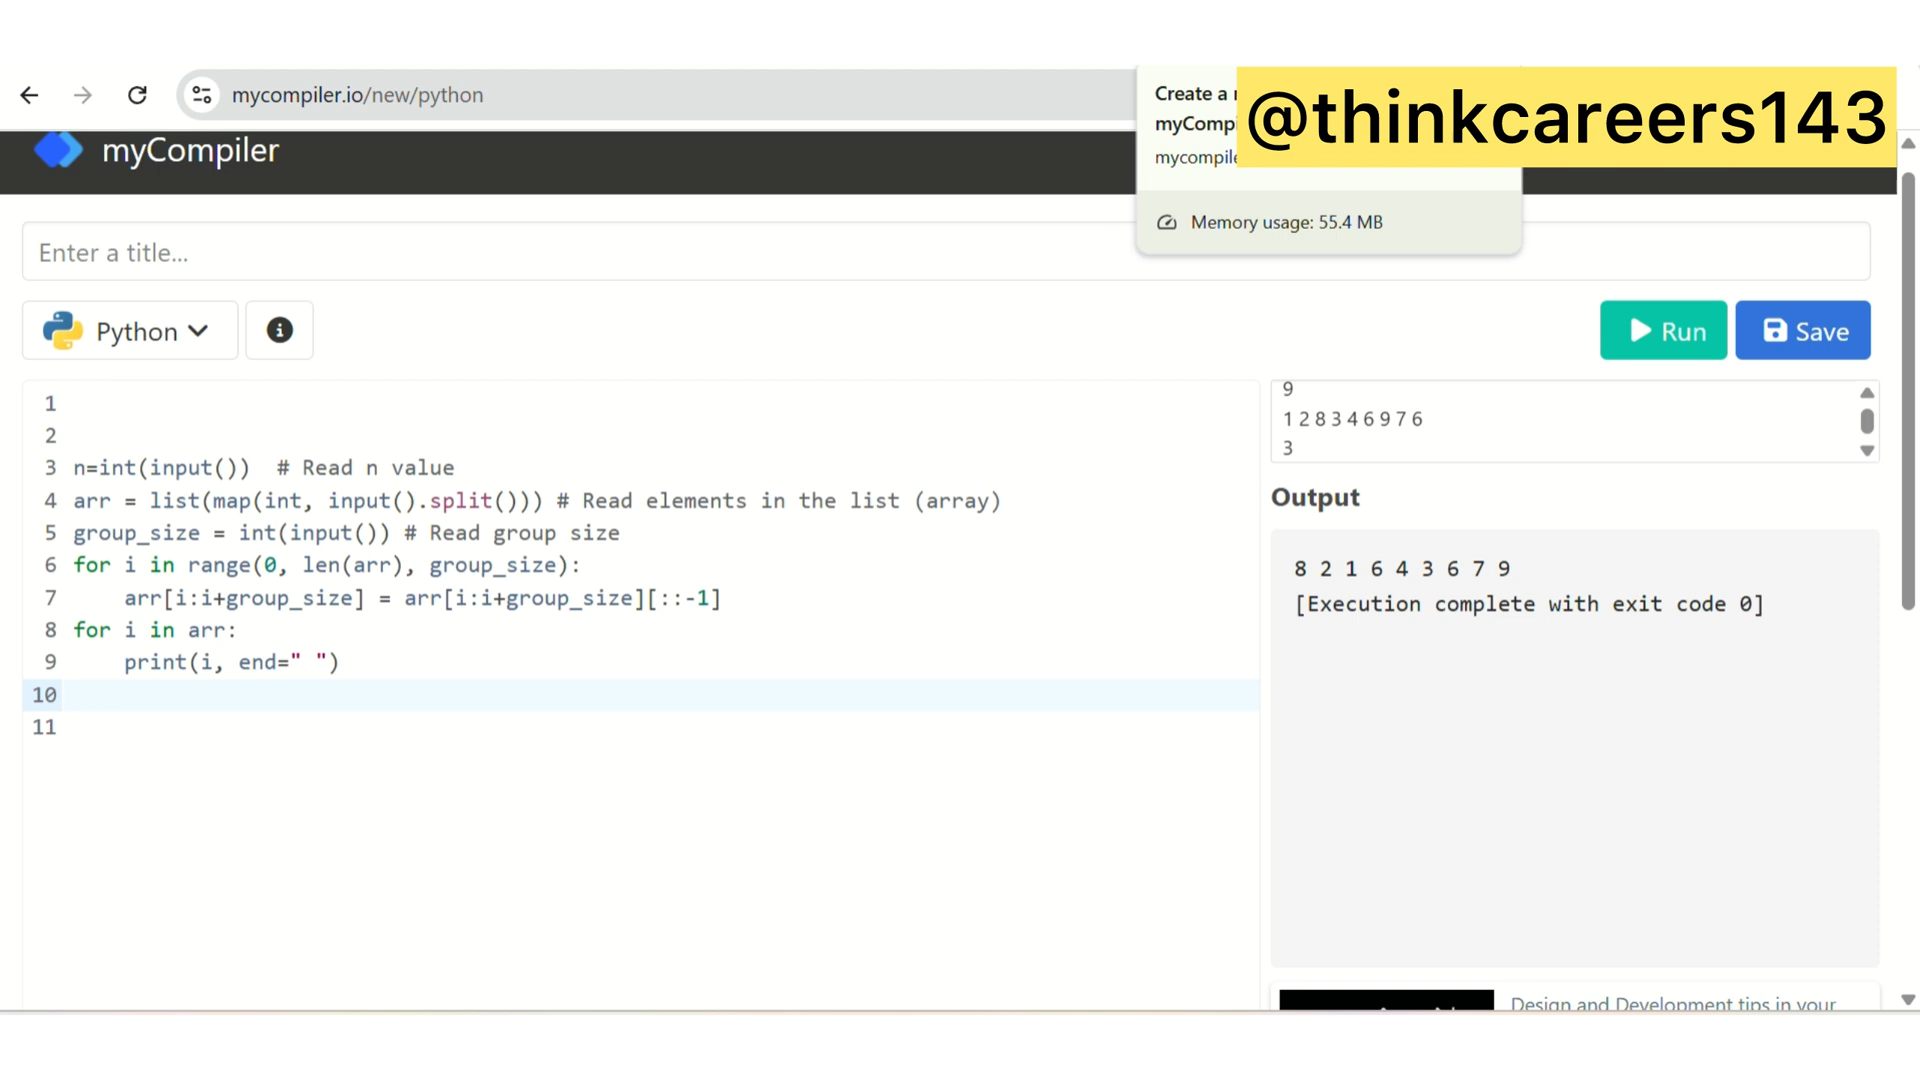 mycompiler.io/new/python
Create a
myCompi
mycompile
@thinkcareers143
myCompiler
Memory usage: 55.4 MB
Enter a title...
Python
Run
Save
1
2
3 n=int(input())  # Read n value
4 arr = list(map(int, input().split())) # Read elements in the list (array)
5 group_size = int(input()) # Read group size
6 for i in range(0, len(arr), group_size):
7     arr[i:i+group_size] = arr[i:i+group_size][::-1]
8 for i in arr:
9     print(i, end=" ")
10
11
9
1 2 8 3 4 6 9 7 6
3
Output
8 2 1 6 4 3 6 7 9
[Execution complete with exit code 0]
Design and Development tips in your